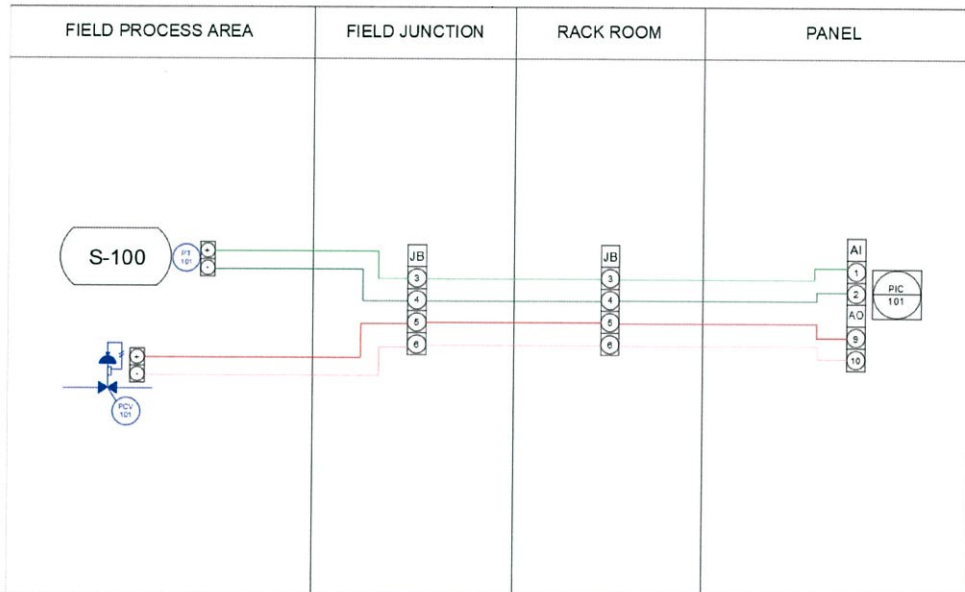 FIELD PROCESS AREA
FIELD JUNCTION
RACK ROOM
PANEL
S-100
PT
101
+
-
JB
3
4
5
6
JB
3
4
5
6
AI
1
2
AO
9
10
PIC
101
+
-
PCV
101